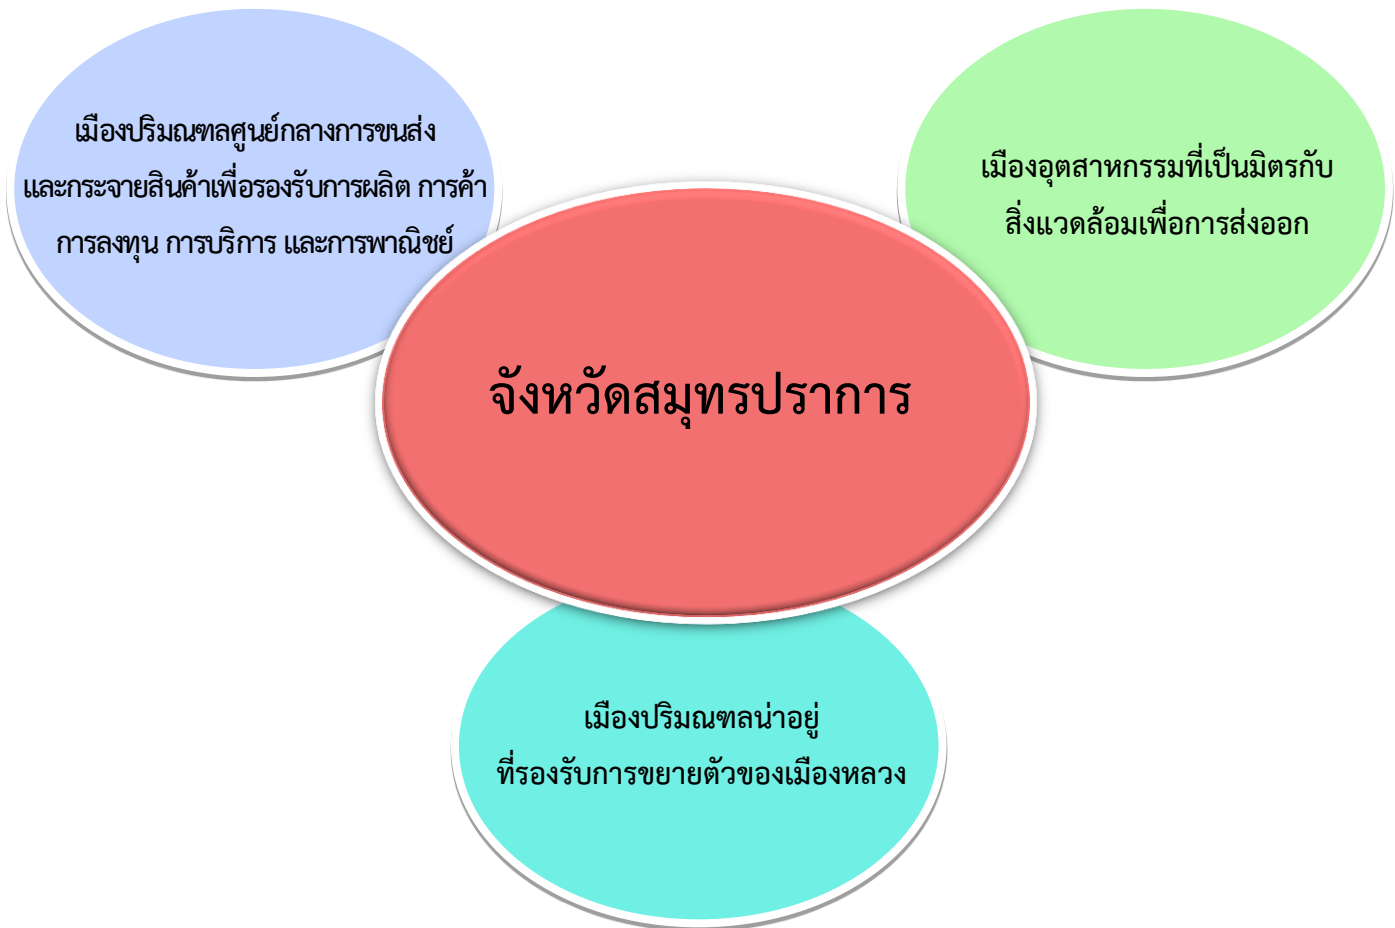 เมืองปริมณฑลศูนย์กลางการขนส่ง
และกระจายสินค้าเพื่อรองรับการผลิต การค้า
การลงทุน การบริการ และการพาณิชย์
เมืองอุตสาหกรรมที่เป็นมิตรกับ
สิ่งแวดล้อมเพื่อการส่งออก
จังหวัดสมุทรปราการ
เมืองปริมณฑลน่าอยู่
ที่รองรับการขยายตัวของเมืองหลวง